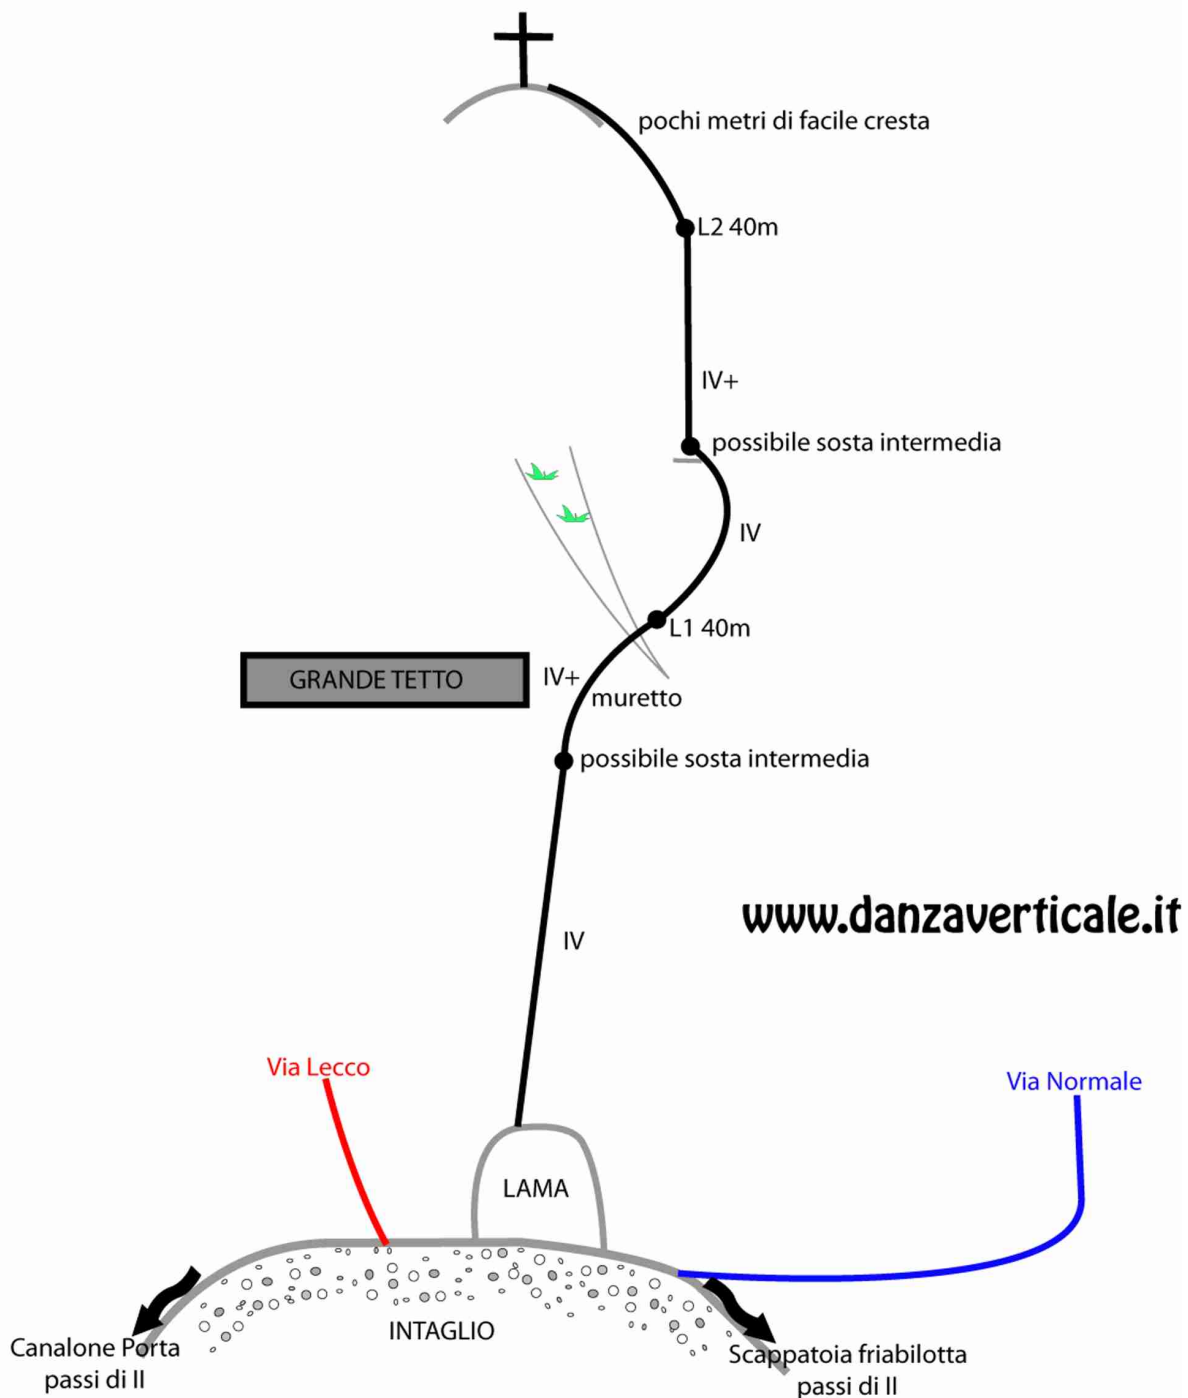 pochi metri di facile cresta
L2 40m
IV+
possibile sosta intermedia
IV
L1 40m
GRANDE TETTO
IV+
muretto
possibile sosta intermedia
www.danzaverticale.it
IV
Via Lecco
Via Normale
LAMA
INTAGLIO
Canalone Porta
passi di II
Scappatoia friabilotta
passi di II